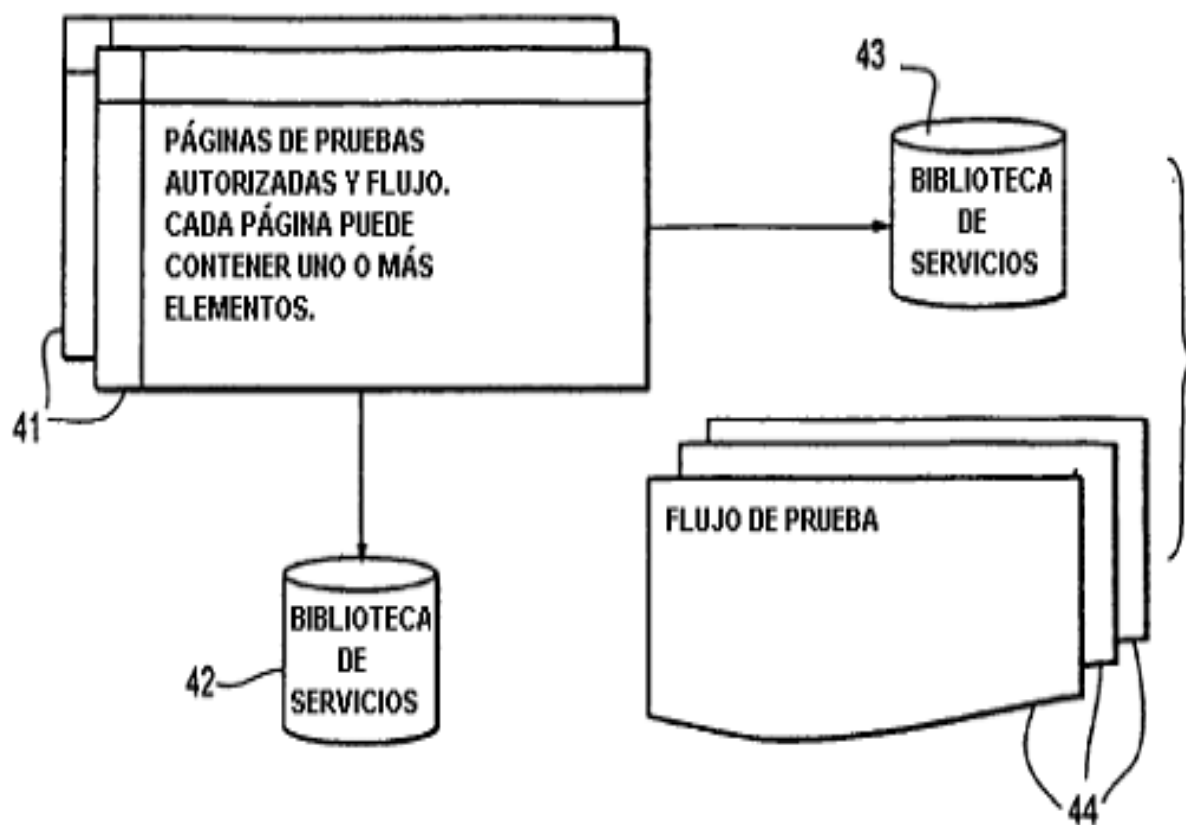 43
PÁGINAS DE PRUEBAS
AUTORIZADAS Y FLUJO.
CADA PÁGINA PUEDE
CONTENER UNO O MÁS
ELEMENTOS.
BIBLIOTECA
DE
SERVICIOS
41
FLUJO DE PRUEBA
BIBLIOTECA
DE
SERVICIOS
42
44